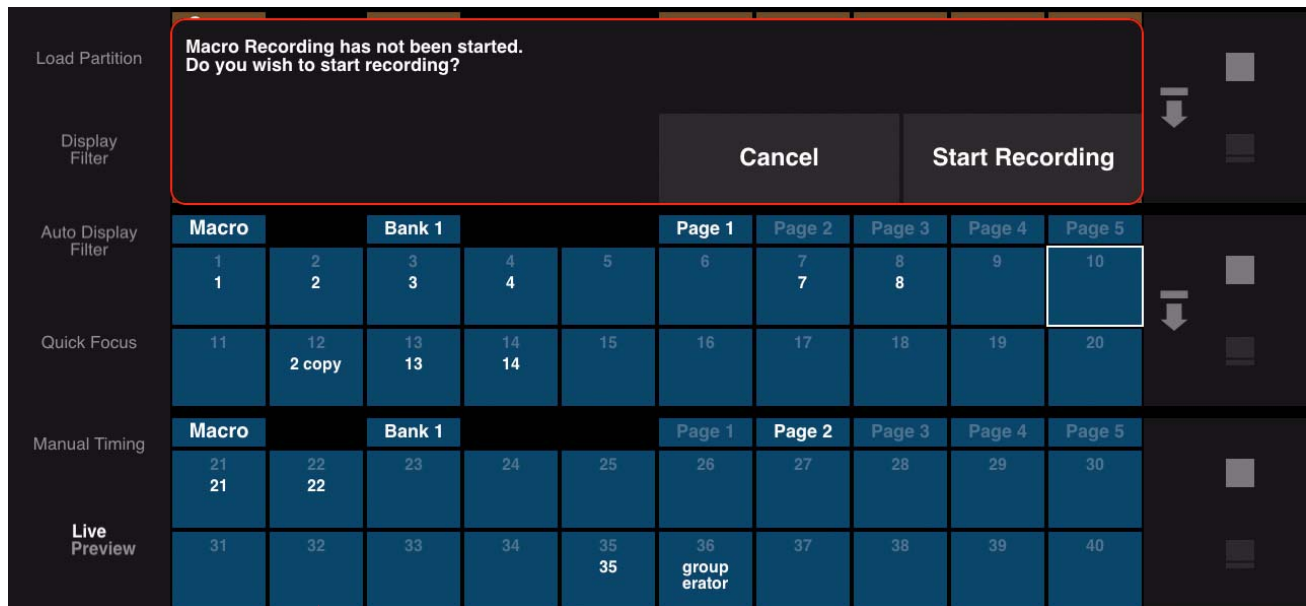 Load Partition
Display
Filter
Auto Display
Filter
Quick Focus
Manual Timing
Live
Preview
Macro Recording has not been started.
Do you wish to start recording?
Cancel Start Recording
Macro Bank 1 Page 1 Page 2 Page 3 Page 4 Page 5
1 2 3 4 5 6 7 8 9 10
1 2 3 4 7 8
11 12 13 14 15 16 17 18 19 20
2 copy 13 14
Macro Bank 1 Page 1 Page 2 Page 3 Page 4 Page 5
21 22 23 24 25 26 27 28 29 30
21 22
31 32 33 34 35 36 37 38 39 40
35 group
erator